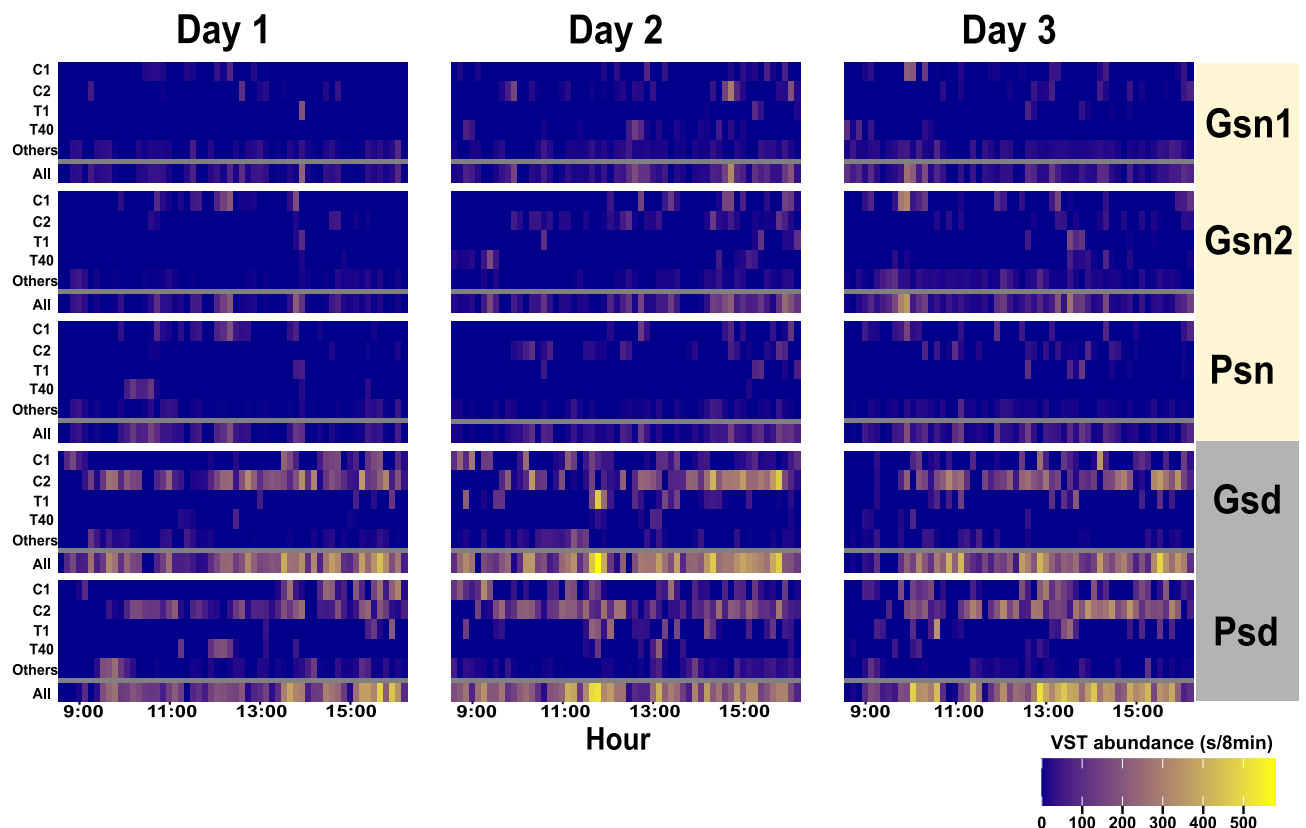 Day 1 Day 2 Day 3
C1
C2
T1
T40
Others
All
Gsn1
C1
C2
T1
T40
Others
All
Gsn2
C1
C2
T1
T40
Others
All
Psn
C1
C2
T1
T40
Others
All
Gsd
C1
C2
T1
T40
Others
All
Psd
9:00 11:00 13:00 15:00 9:00 11:00 13:00 15:00 9:00 11:00 13:00 15:00
Hour
VST abundance (s/8min)
0 100 200 300 400 500